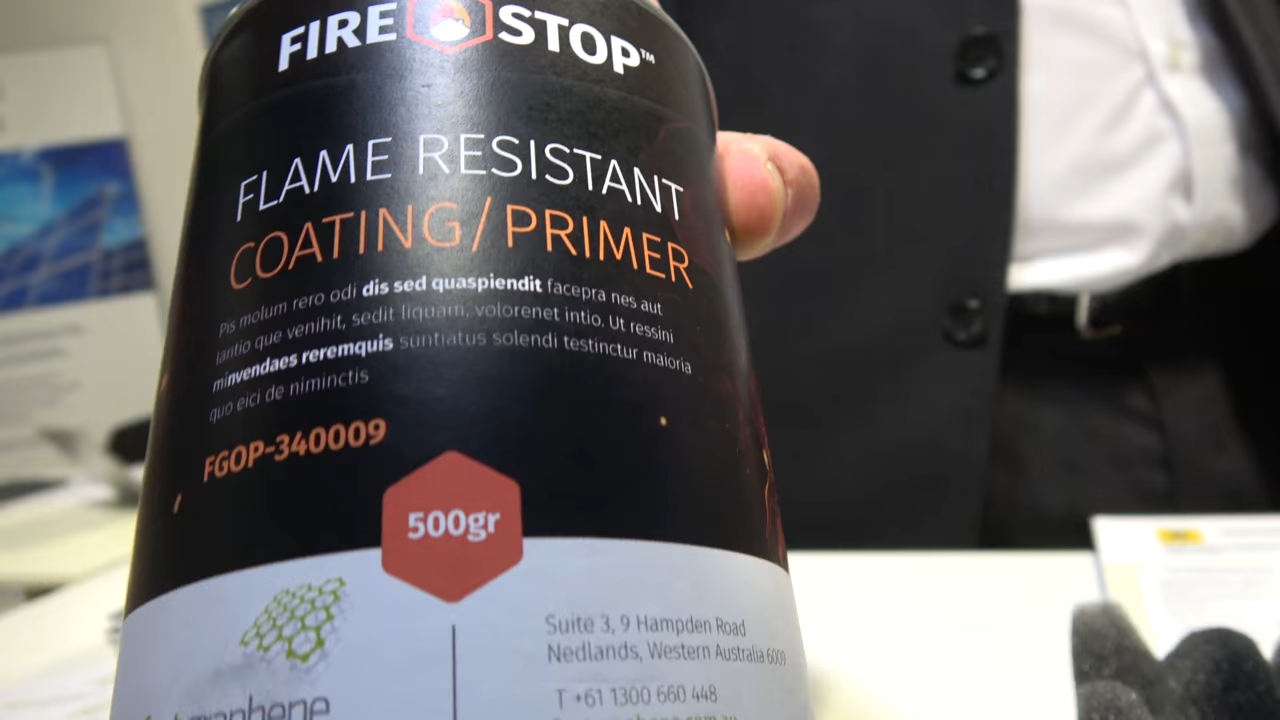 FIRE STOP™
FLAME RESISTANT
COATING/PRIMER
Pis molum rero odi dis sed quaspiendit facepra nes aut
lantio que venihit, sedit liquam, volorenet intio. Ut ressini
minvendaes reremquis suntiatus solendi testinctur maioria
quo eici de niminctis
FGOP-340009
500gr
Suite 3, 9 Hampden Road
Nedlands, Western Australia 6009
T +61 1300 660 448